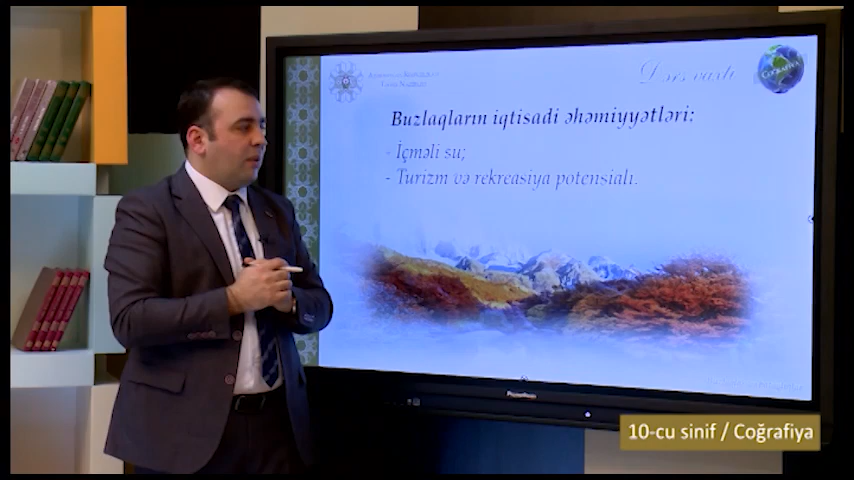 Dərs vaxtı
Coğrafiya
Buzlaqların iqtisadi əhəmiyyətləri:
- İçməli su;
- Turizm və rekreasiya potensialı.
10-cu sinif / Coğrafiya